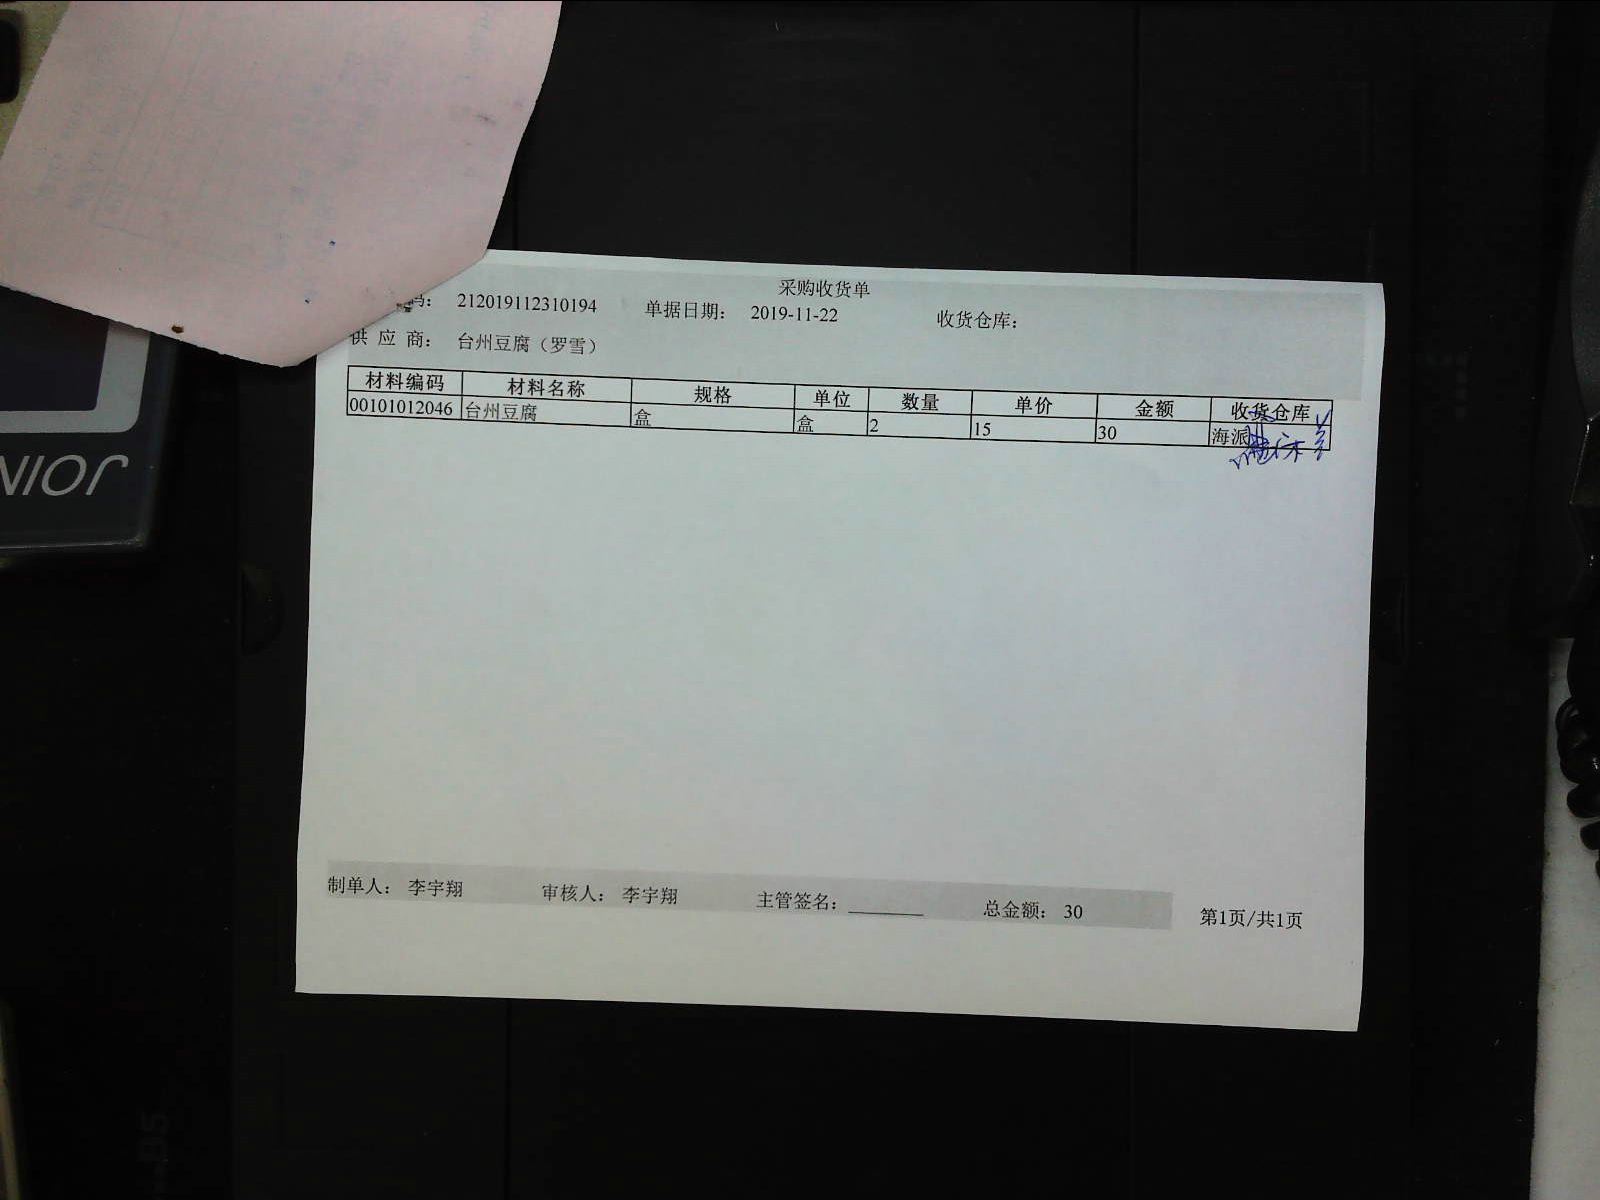 采购收货单
码： 212019112310194 单据日期： 2019-11-22 收货仓库：
供 应 商： 台州豆腐（罗雪）
材料编码 材料名称 规格 单位 数量 单价 金额 收货仓库
00101012046 台州豆腐 盒 盒 2 15 30 海派
制单人： 李宇翔 审核人： 李宇翔 主管签名： 总金额： 30 第1页/共1页
JOIN
B5